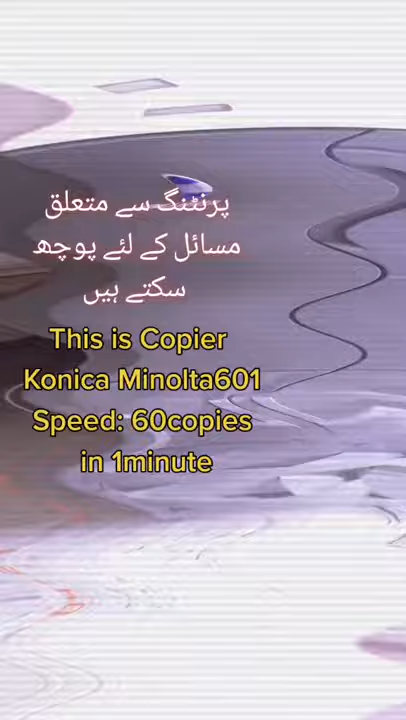 پرنٹنگ سے متعلق
مسائل کے لئے پوچھ
سکتے ہیں
This is Copier
Konica Minolta601
Speed: 60copies
in 1minute